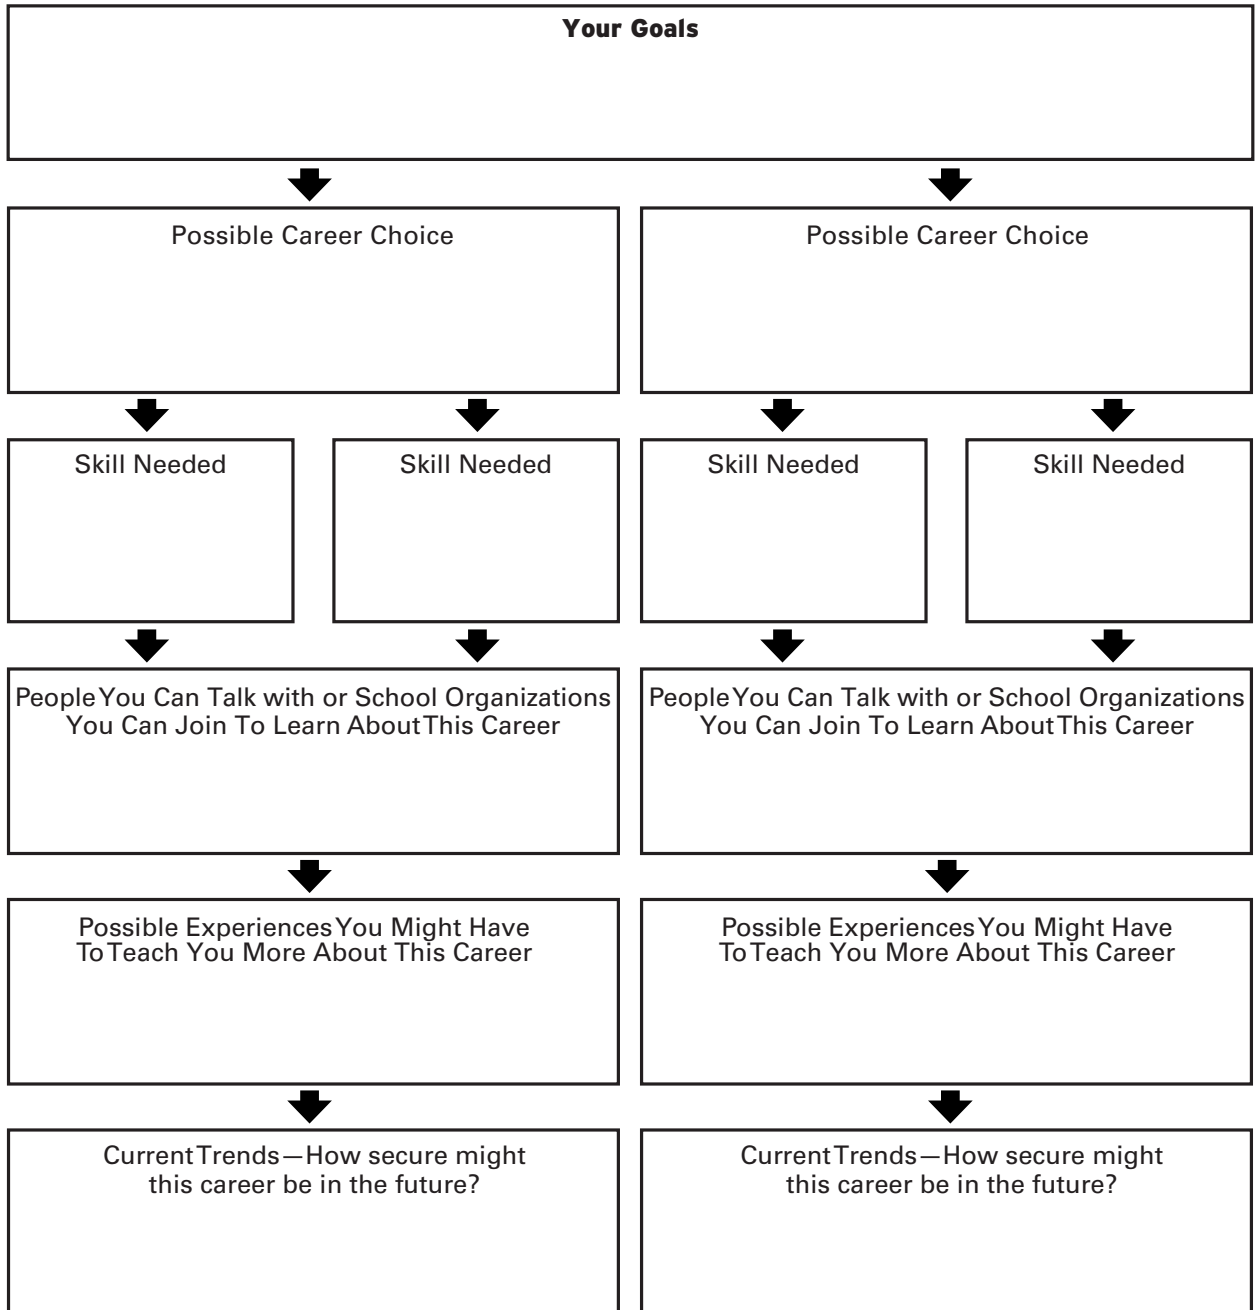 Your Goals
Possible Career Choice
Possible Career Choice
Skill Needed
Skill Needed
Skill Needed
Skill Needed
People You Can Talk with or School Organizations
You Can Join To Learn About This Career
People You Can Talk with or School Organizations
You Can Join To Learn About This Career
Possible Experiences You Might Have
To Teach You More About This Career
Possible Experiences You Might Have
To Teach You More About This Career
Current Trends—How secure might
this career be in the future?
Current Trends—How secure might
this career be in the future?